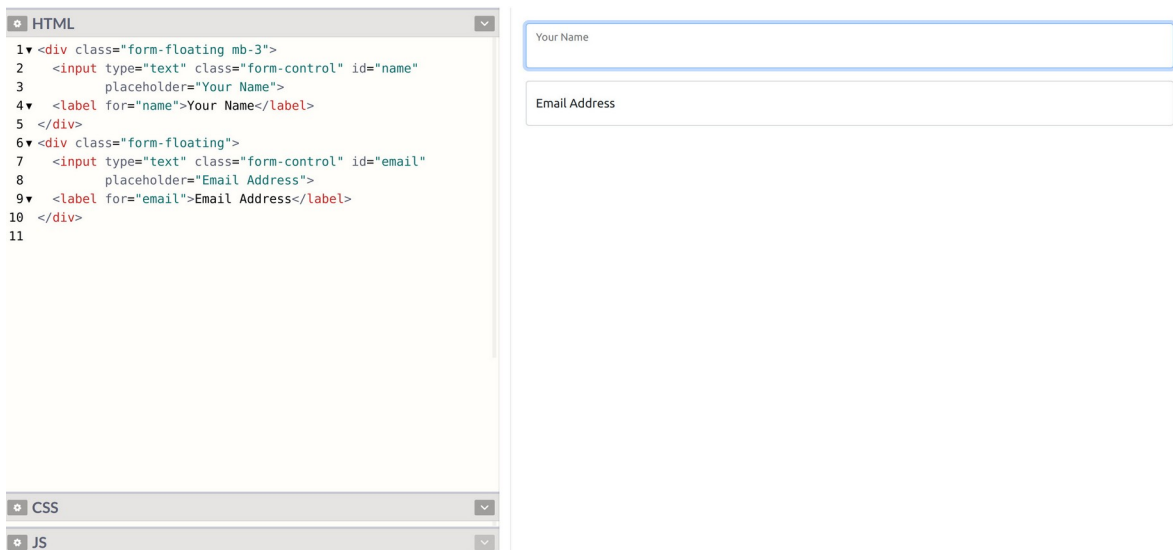 HTML
1 <div class="form-floating mb-3">
2 <input type="text" class="form-control" id="name"
3 placeholder="Your Name">
4 <label for="name">Your Name</label>
5 </div>
6 <div class="form-floating">
7 <input type="text" class="form-control" id="email"
8 placeholder="Email Address">
9 <label for="email">Email Address</label>
10 </div>
11
CSS
JS
Your Name
Email Address